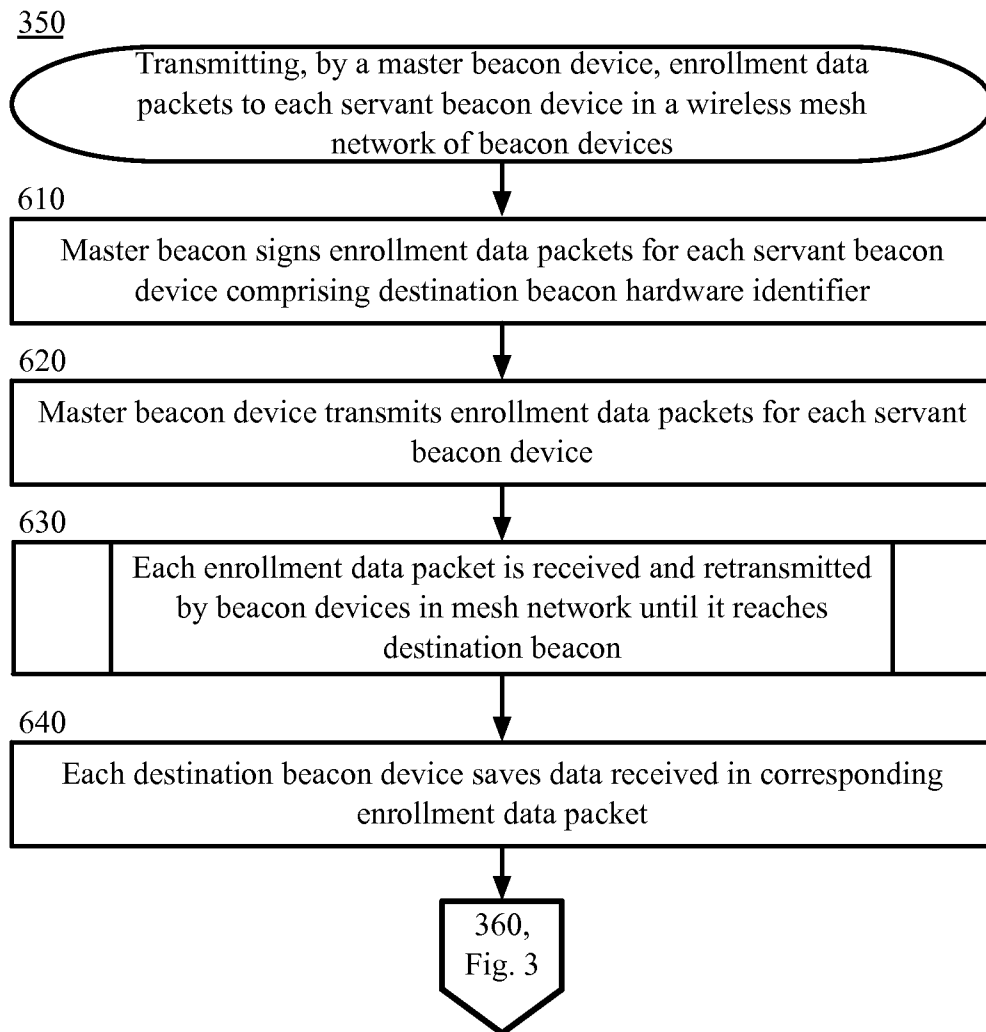 350
Transmitting, by a master beacon device, enrollment data
packets to each servant beacon device in a wireless mesh
network of beacon devices
610
Master beacon signs enrollment data packets for each servant beacon
device comprising destination beacon hardware identifier
620
Master beacon device transmits enrollment data packets for each servant
beacon device
630
Each enrollment data packet is received and retransmitted
by beacon devices in mesh network until it reaches
destination beacon
640
Each destination beacon device saves data received in corresponding
enrollment data packet
360,
Fig. 3